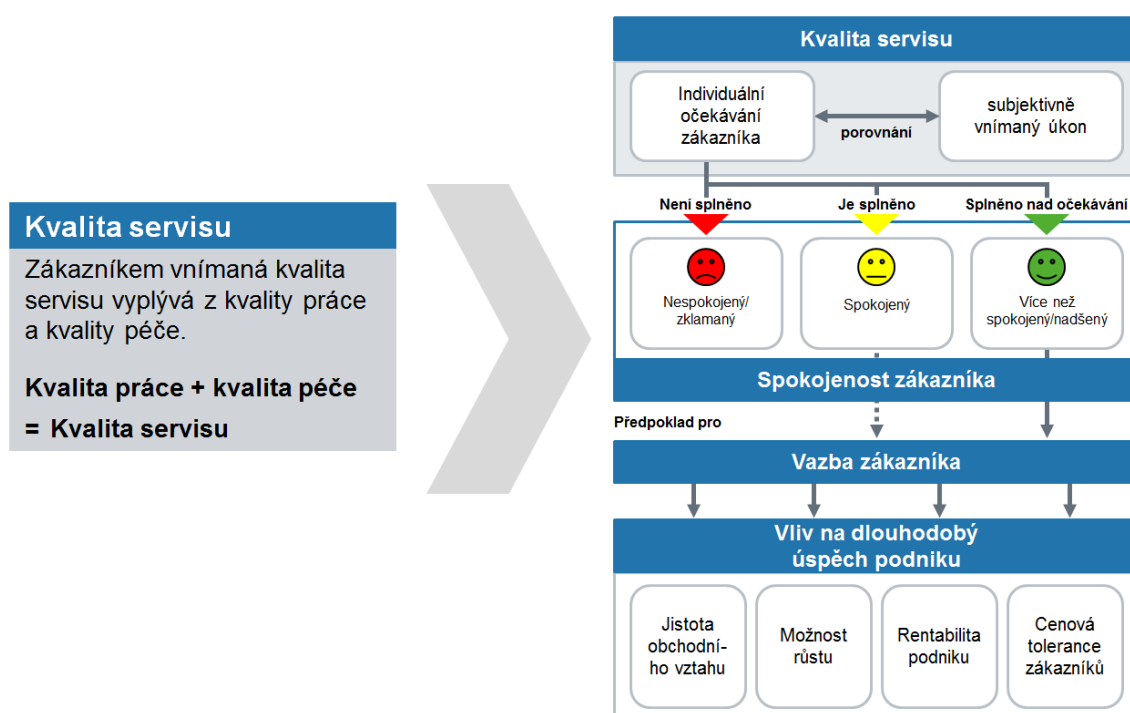 Kvalita servisu
Zákazníkem vnímaná kvalita
servisu vyplývá z kvality práce
a kvality péče.
Kvalita práce + kvalita péče
= Kvalita servisu
Kvalita servisu
Individuální
očekávání
zákazníka
porovnání
subjektivně
vnímaný úkon
Není splněno
Je splněno
Splněno nad očekávání
Nespokojený/
zklamaný
Spokojený
Více než
spokojený/nadšený
Spokojenost zákazníka
Předpoklad pro
Vazba zákazníka
Vliv na dlouhodobý
úspěch podniku
Jistota
obchodní-
ho vztahu
Možnost
růstu
Rentabilita
podniku
Cenová
tolerance
zákazníků